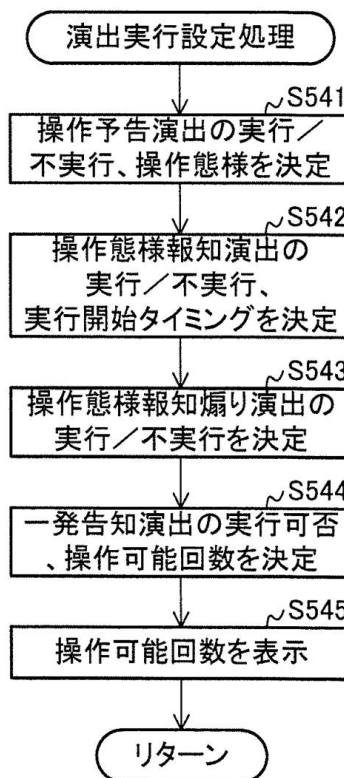 演出実行設定処理
S541
操作予告演出の実行／
不実行、操作態様を決定
S542
操作態様報知演出の
実行／不実行、
実行開始タイミングを決定
S543
操作態様報知煽り演出の
実行／不実行を決定
S544
一発告知演出の実行可否
、操作可能回数を決定
S545
操作可能回数を表示
リターン